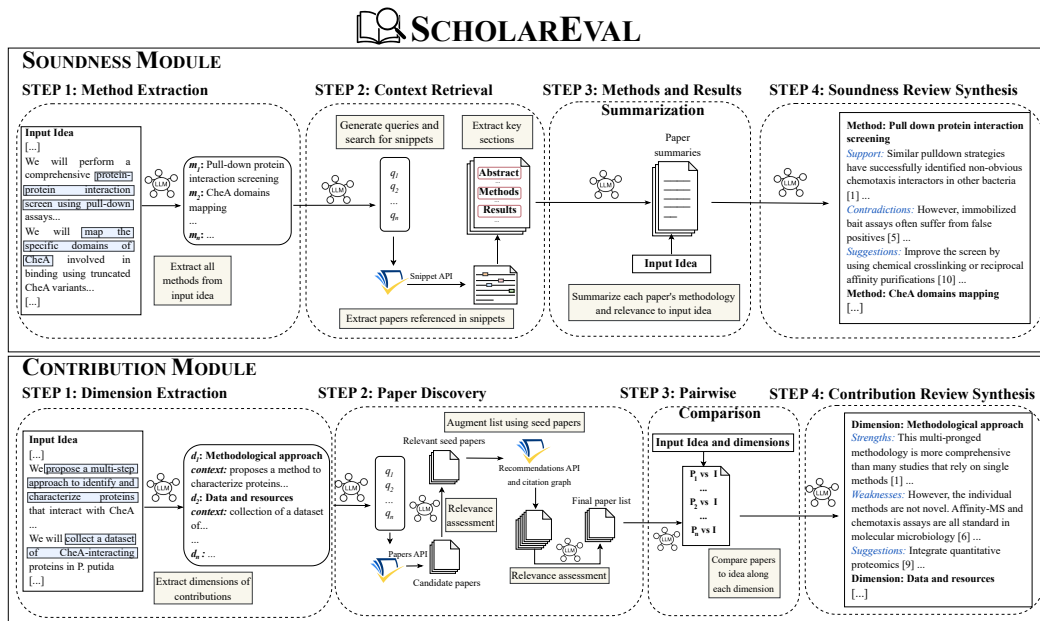 SCHOLAREVAL
SOUNDNESS MODULE
STEP 1: Method Extraction
Input Idea
[...]
We will perform a
comprehensive protein-
protein interaction
screen using pull-down
assays...
We will map the
specific domains of
CheA involved in
binding using truncated
CheA variants...
[...]
LLM
m1: Pull-down protein
interaction screening
m2: CheA domains
mapping
...
mn: ...
Extract all
methods from
input idea
STEP 2: Context Retrieval
LLM
Generate queries and
search for snippets
q1
q2
...
qn
Snippet API
Extract papers referenced in snippets
Extract key
sections
Abstract
...
Methods
...
Results
...
STEP 3: Methods and Results
Summarization
LLM
Paper
summaries
Input Idea
Summarize each paper's methodology
and relevance to input idea
STEP 4: Soundness Review Synthesis
LLM
Method: Pull down protein interaction
screening
Support: Similar pulldown strategies
have successfully identified non-obvious
chemotaxis interactors in other bacteria
[1] ...
Contradictions: However, immobilized
bait assays often suffer from false
positives [5] ...
Suggestions: Improve the screen by
using chemical crosslinking or reciprocal
affinity purifications [10] ...
Method: CheA domains mapping
[...]
CONTRIBUTION MODULE
STEP 1: Dimension Extraction
Input Idea
[...]
We propose a multi-step
approach to identify and
characterize proteins
that interact with CheA
...
We will collect a dataset
of CheA-interacting
proteins in P. putida
[...]
LLM
d1: Methodological approach
context: proposes a method to
characterize proteins...
d2: Data and resources
context: collection of a dataset
of...
...
dn : ...
Extract dimensions of
contributions
STEP 2: Paper Discovery
LLM
q1
q2
...
qn
Papers API
Candidate papers
LLM
Relevance
assessment
Relevant seed papers
Augment list using seed papers
Recommendations API
and citation graph
LLM
Relevance assessment
Final paper list
STEP 3: Pairwise
Comparison
Input Idea and dimensions
LLM
P1 vs I
...
P2 vs I
...
Pn vs I
Compare papers
to idea along
each dimension
STEP 4: Contribution Review Synthesis
LLM
Dimension: Methodological approach
Strengths: This multi-pronged
methodology is more comprehensive
than many studies that rely on single
methods [1] ...
Weaknesses: However, the individual
methods are not novel. Affinity-MS and
chemotaxis assays are all standard in
molecular microbiology [6] ...
Suggestions: Integrate quantitative
proteomics [9] ...
Dimension: Data and resources
[...]